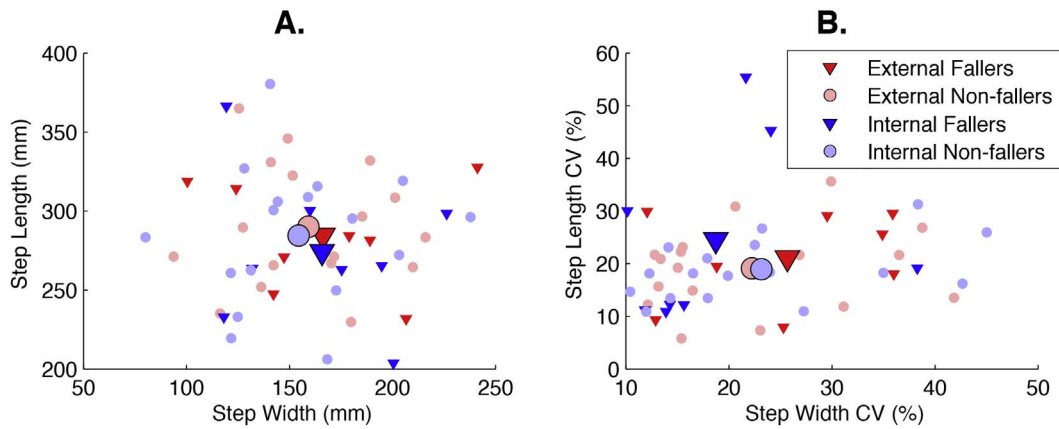 A.
Step Length (mm)
400
350
300
250
200
50 100 150 200 250
Step Width (mm)
B.
Step Length CV (%)
60
50
40
30
20
10
0
10 20 30 40 50
Step Width CV (%)
External Fallers
External Non-fallers
Internal Fallers
Internal Non-fallers